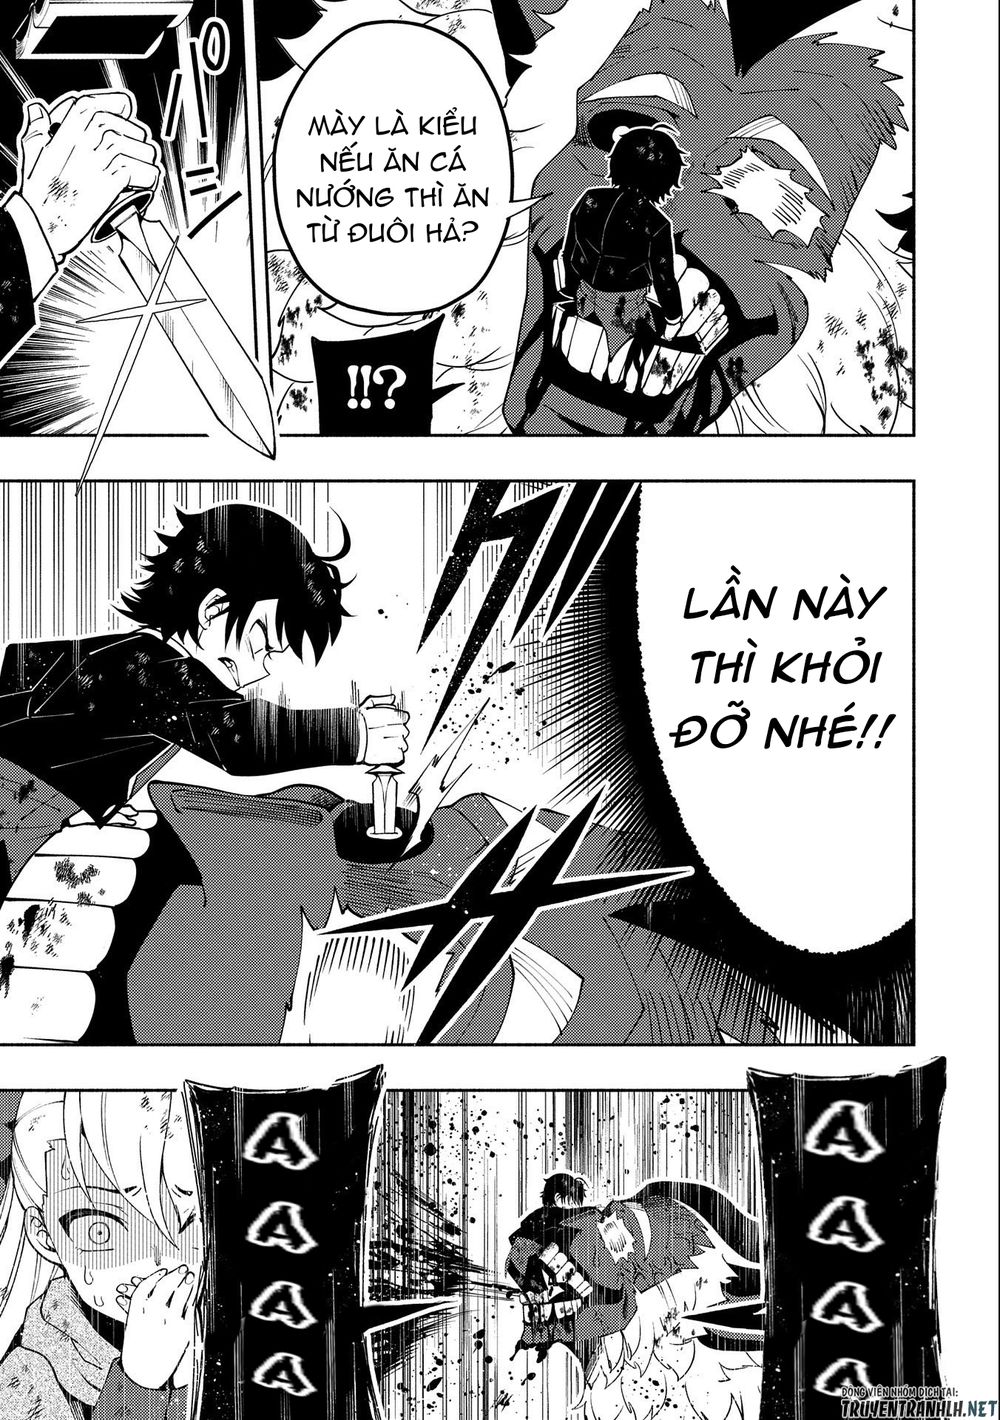 MÀY LÀ KIỂU
NẾU ĂN CÁ
NƯỚNG THÌ ĂN
TỪ ĐUÔI HẢ?
!!?
LẦN NÀY
THÌ KHỎI
ĐỠ NHÉ!!
A
A
A
A
A
A
A
A
ĐỘNG VIÊN NHÓM DỊCH TẠI:
TRUYENTRANHLH.NET